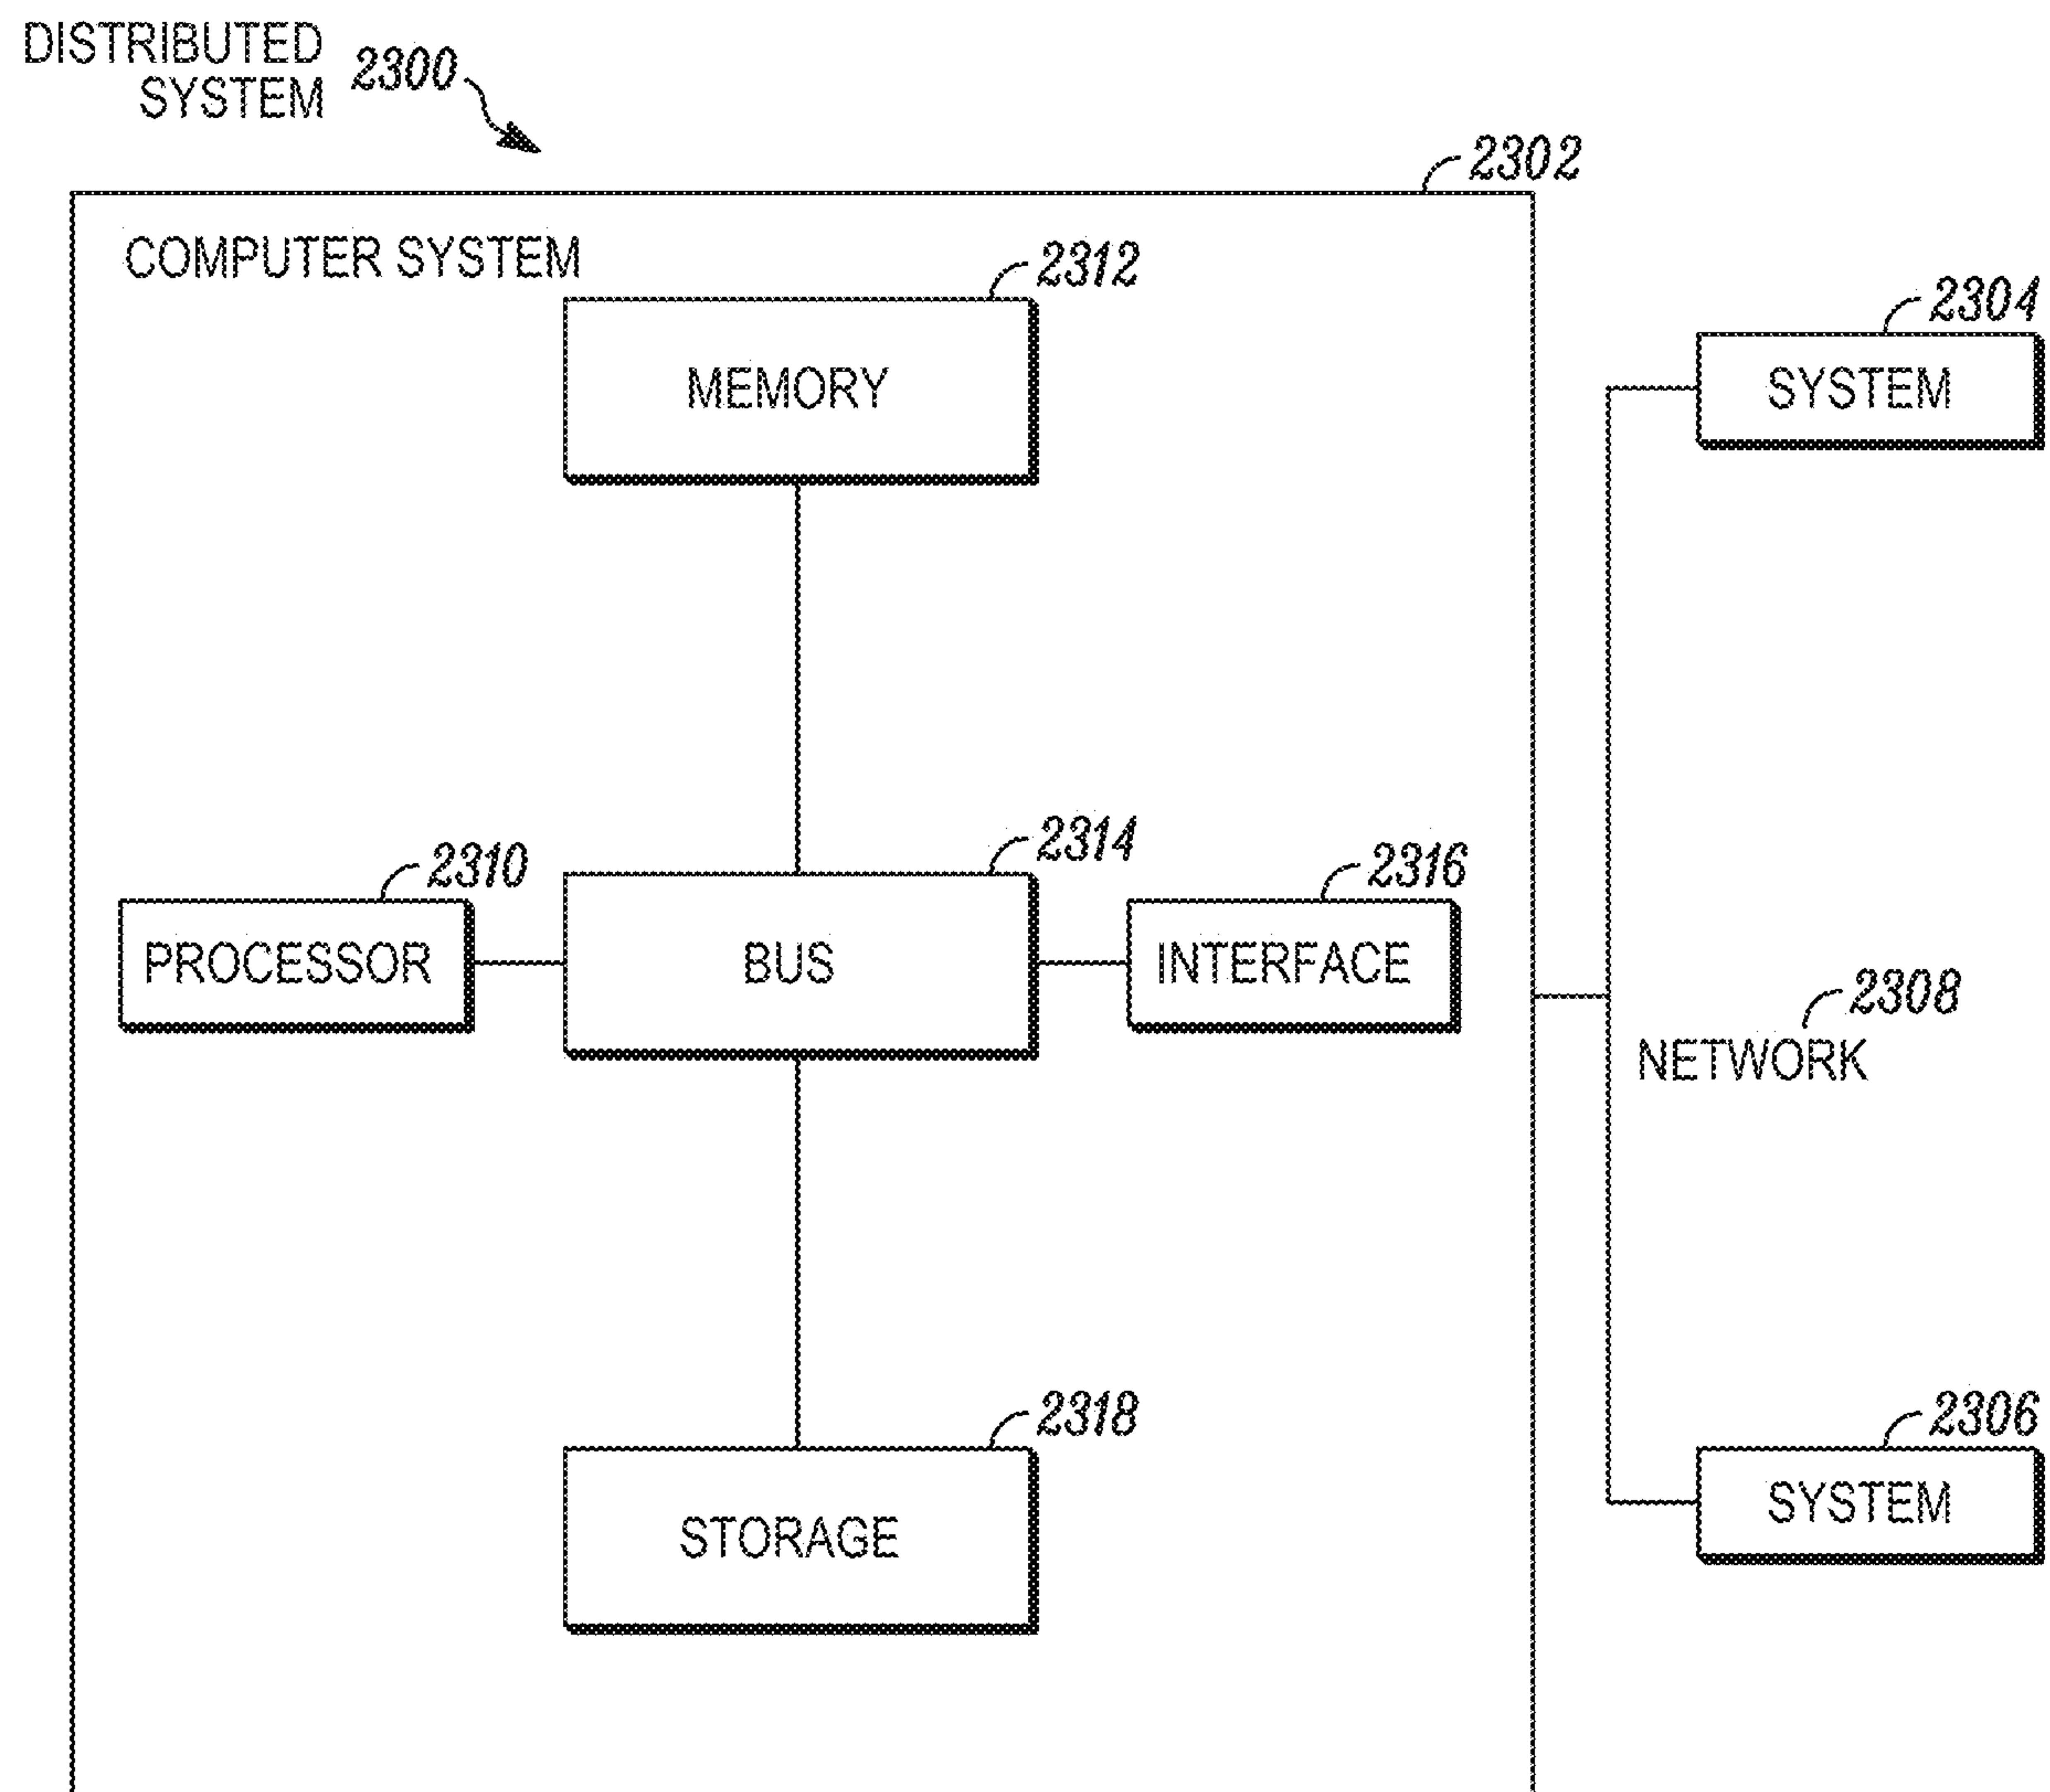 DISTRIBUTED
SYSTEM
2300
2302
COMPUTER SYSTEM
2312
MEMORY
2304
SYSTEM
2310
PROCESSOR
2314
BUS
2316
INTERFACE
2308
NETWORK
2318
STORAGE
2306
SYSTEM